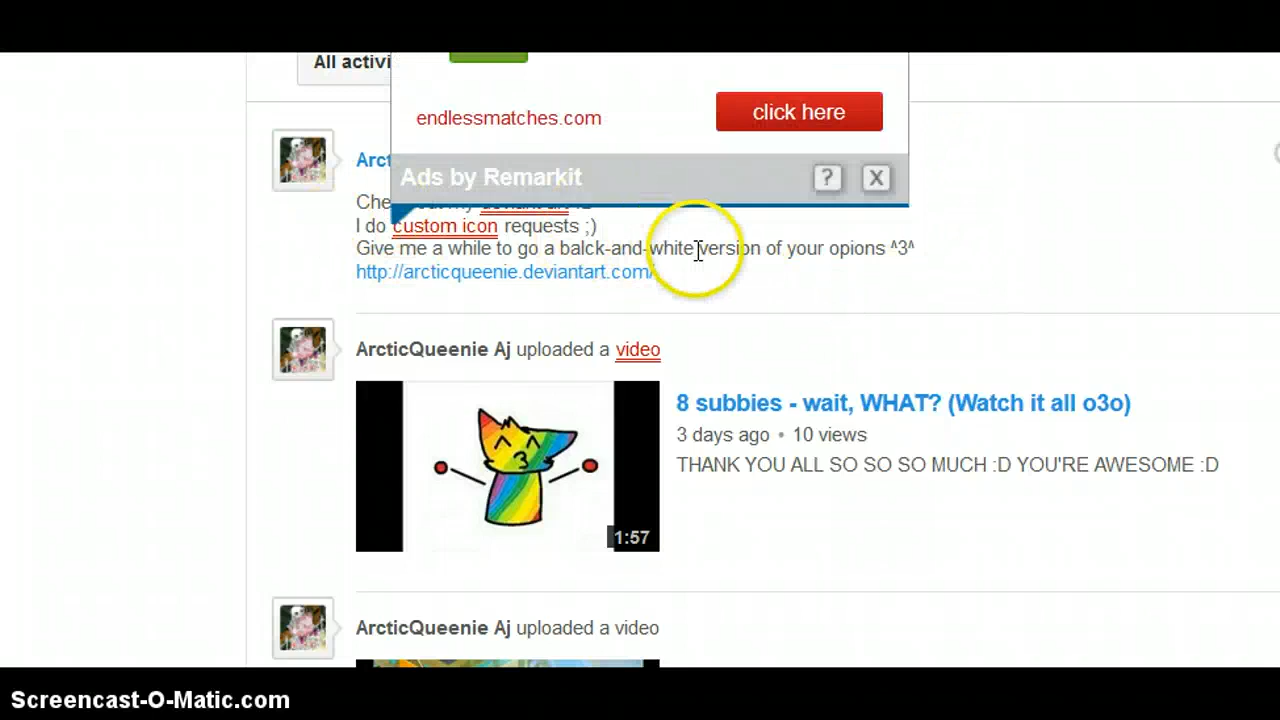 All activi
endlessmatches.com
click here
Ads by Remarkit
?
X
Arct
I do custom icon requests ;)
Give me a while to go a balck-and-white version of your opions ^3^
http://arcticqueenie.deviantart.com/
ArcticQueenie Aj uploaded a video
8 subbies - wait, WHAT? (Watch it all o3o)
3 days ago • 10 views
THANK YOU ALL SO SO SO MUCH :D YOU'RE AWESOME :D
1:57
ArcticQueenie Aj uploaded a video
Screencast-O-Matic.com